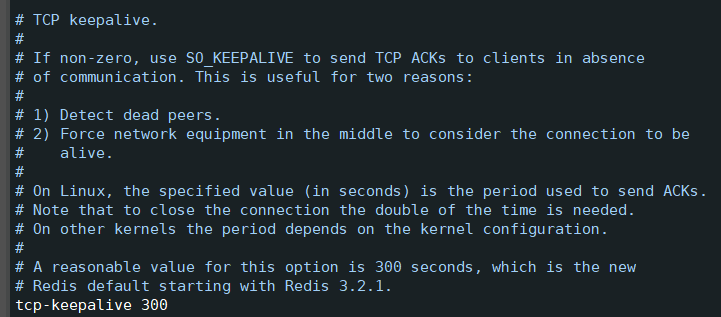 # TCP keepalive.
#
# If non-zero, use SO_KEEPALIVE to send TCP ACKs to clients in absence
# of communication. This is useful for two reasons:
#
# 1) Detect dead peers.
# 2) Force network equipment in the middle to consider the connection to be
#    alive.
#
# On Linux, the specified value (in seconds) is the period used to send ACKs.
# Note that to close the connection the double of the time is needed.
# On other kernels the period depends on the kernel configuration.
#
# A reasonable value for this option is 300 seconds, which is the new
# Redis default starting with Redis 3.2.1.
tcp-keepalive 300